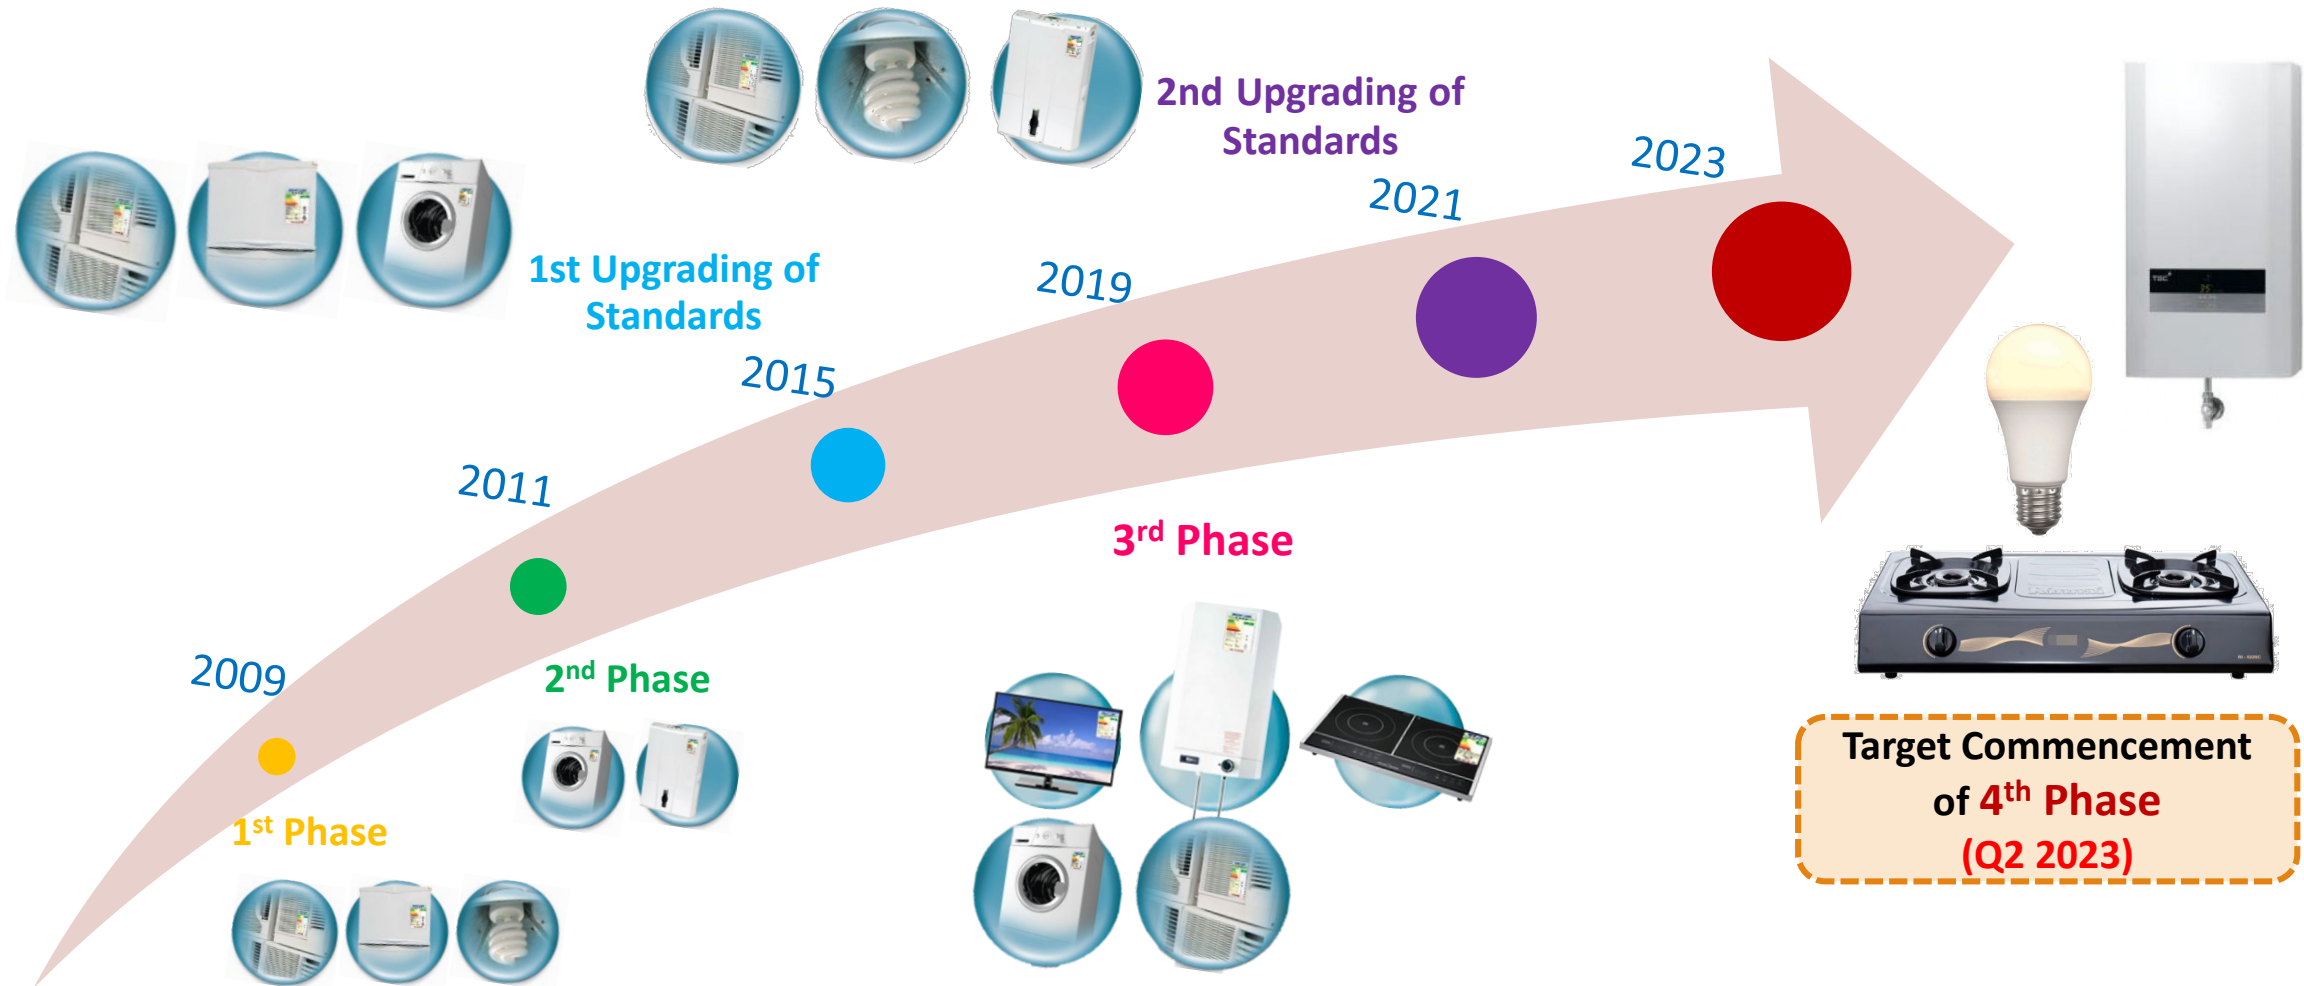 2nd Upgrading of
Standards
2023
2021
1st Upgrading of
Standards
2019
2015
2011
3rd Phase
2009
2nd Phase
1st Phase
TGC
Target Commencement
of 4th Phase
(Q2 2023)